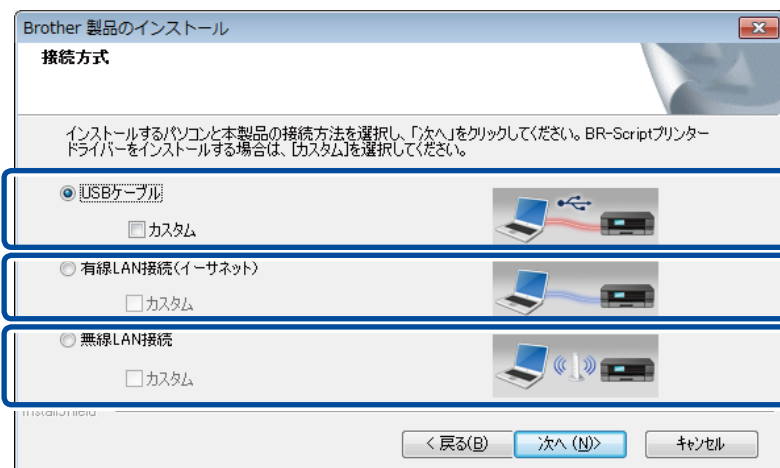 Brother 製品のインストール
接続方式
インストールするパソコンと本製品の接続方法を選択し、「次へ」をクリックしてください。BR-Scriptプリンター
ドライバーをインストールする場合は、[カスタム]を選択してください。
USBケーブル
カスタム
有線LAN接続(イーサネット)
カスタム
無線LAN接続
カスタム
InstallShield
< 戻る(B)
次へ (N)>
キャンセル